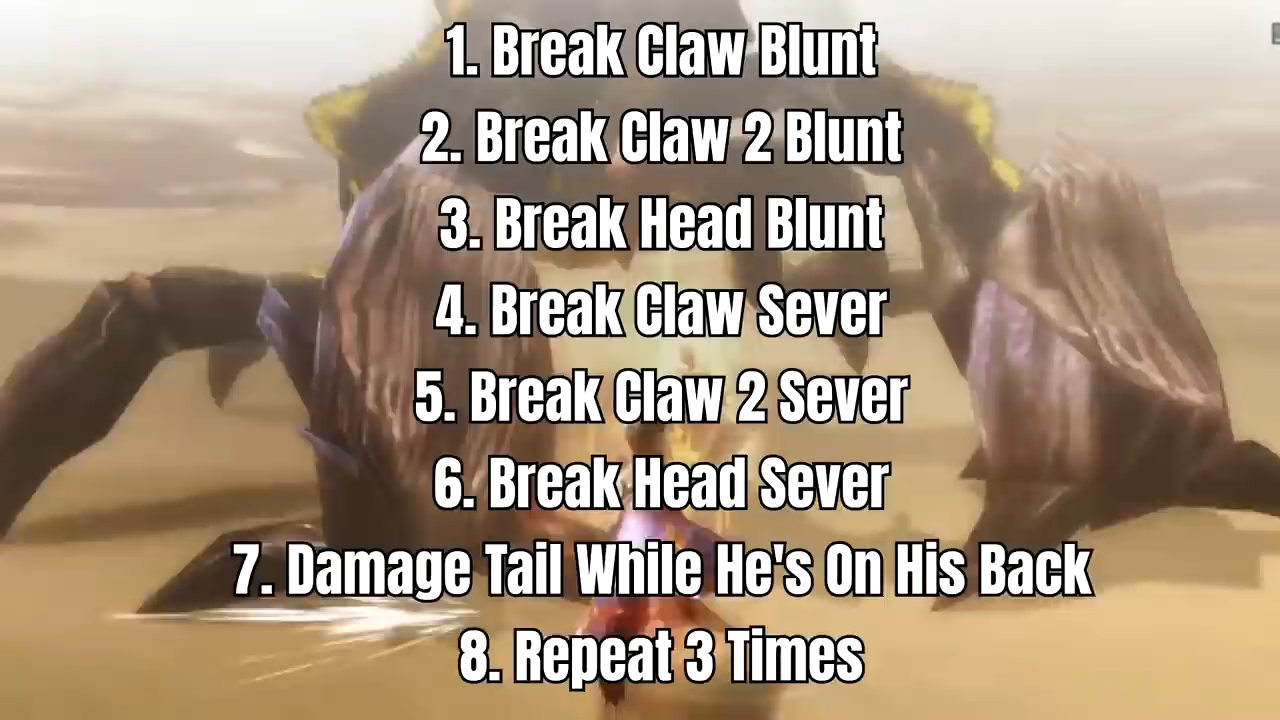 1. Break Claw Blunt
2. Break Claw 2 Blunt
3. Break Head Blunt
4. Break Claw Sever
5. Break Claw 2 Sever
6. Break Head Sever
7. Damage Tail While He's On His Back
8. Repeat 3 Times